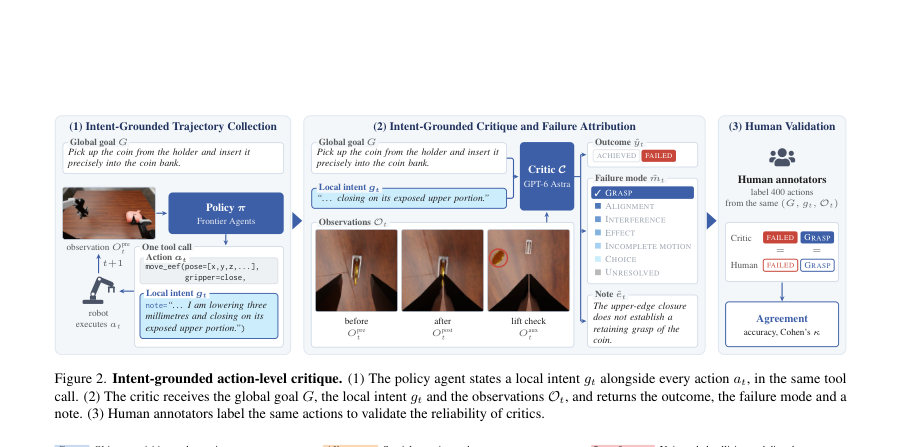 (1) Intent-Grounded Trajectory Collection
Global goal G
Pick up the coin from the holder and insert it
precisely into the coin bank.
observation O_t^pre
Policy π
Frontier Agents
One tool call
Action a_t
move_eef(pose=[x,y,z,...],
gripper=close,
Local intent g_t
note="... I am lowering three
millimetres and closing on its
exposed upper portion.")
t+1
robot
executes a_t
(2) Intent-Grounded Critique and Failure Attribution
Global goal G
Pick up the coin from the holder and insert it
precisely into the coin bank.
Local intent g_t
"... closing on its exposed upper portion."
Observations O_t
before
O_t^pre
after
O_t^post
lift check
O_t^aux
Critic C
GPT-6 Astra
Outcome ỹ_t
ACHIEVED FAILED
Failure mode m̃_t
✓ GRASP
ALIGNMENT
INTERFERENCE
EFFECT
INCOMPLETE MOTION
CHOICE
UNRESOLVED
Note ẽ_t
The upper-edge closure
does not establish a
retaining grasp of the
coin.
(3) Human Validation
Human annotators
label 400 actions
from the same (G, g_t, O_t)
Critic FAILED GRASP
= =
Human FAILED GRASP
Agreement
accuracy, Cohen's κ
Figure 2. Intent-grounded action-level critique. (1) The policy agent states a local intent g_t alongside every action a_t, in the same tool
call. (2) The critic receives the global goal G, the local intent g_t and the observations O_t, and returns the outcome, the failure mode and a
note. (3) Human annotators label the same actions to validate the reliability of critics.